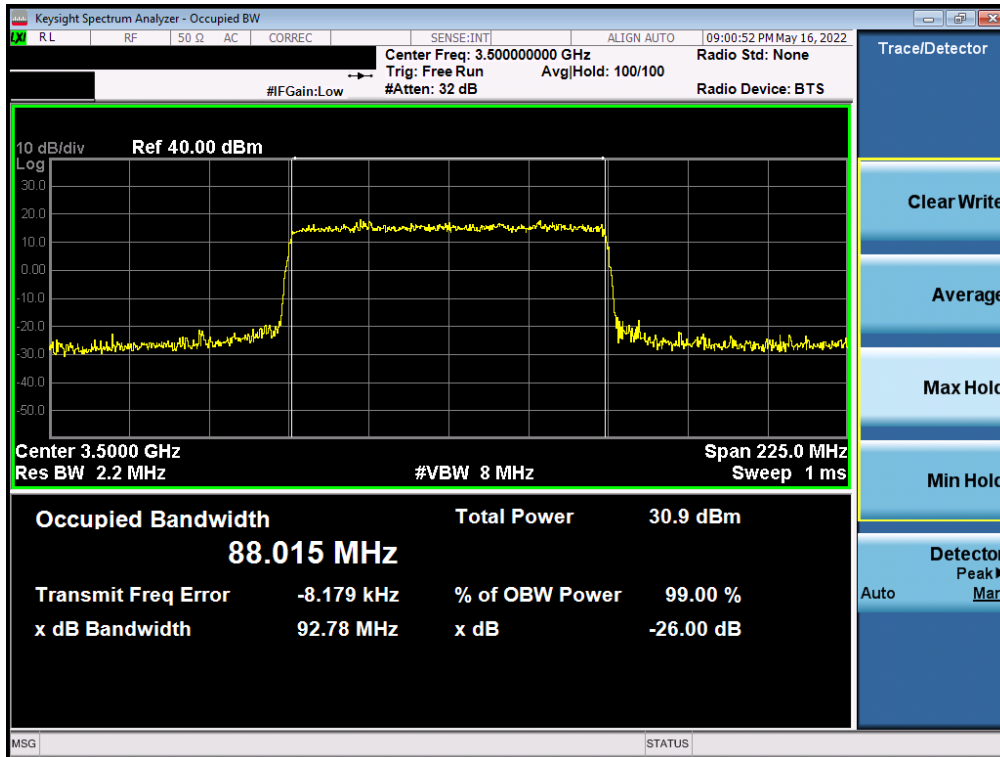 Keysight Spectrum Analyzer - Occupied BW
LXI RL RF 50 Ω AC CORREC SENSE:INT ALIGN AUTO 09:00:52 PM May 16, 2022
Center Freq: 3.500000000 GHz Radio Std: None
Trig: Free Run Avg|Hold: 100/100
#IFGain:Low #Atten: 32 dB Radio Device: BTS
10 dB/div Ref 40.00 dBm
Log
30.0
20.0
10.0
0.00
-10.0
-20.0
-30.0
-40.0
-50.0
Center 3.5000 GHz Span 225.0 MHz
Res BW 2.2 MHz #VBW 8 MHz Sweep 1 ms
Occupied Bandwidth Total Power 30.9 dBm
88.015 MHz
Transmit Freq Error -8.179 kHz % of OBW Power 99.00 %
x dB Bandwidth 92.78 MHz x dB -26.00 dB
MSG STATUS
Trace/Detector
Clear Write
Average
Max Hold
Min Hold
Detector
Peak
Auto Man